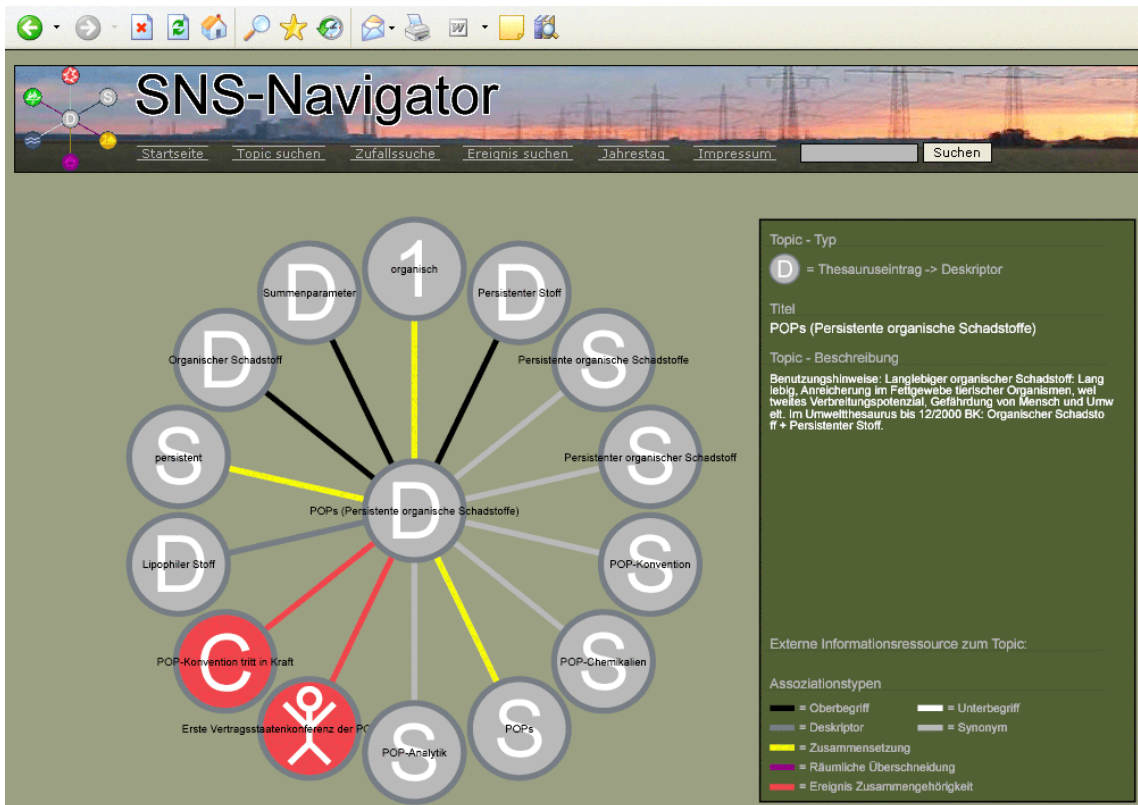 SNS-Navigator
Startseite Topic suchen Zufallssuche Ereignis suchen Jahrestag Impressum Suchen
D
S
D
1
organisch
D
Summenparameter
D
Persistenter Stoff
D
Organischer Schadstoff
S
Persistente organische Schadstoffe
S
persistent
S
Persistenter organischer Schadstoff
D
POPs (Persistente organische Schadstoffe)
D
Lipophiler Stoff
S
POP-Konvention
C
POP-Konvention tritt in Kraft
S
POP-Chemikalien
Erste Vertragsstaatenkonferenz der PO
S
POP-Analytik
S
POPs
Topic - Typ
D = Thesauruseintrag -> Deskriptor
Titel
POPs (Persistente organische Schadstoffe)
Topic - Beschreibung
Benutzungshinweise: Langlebiger organischer Schadstoff: Lang
lebig, Anreicherung im Fettgewebe tierischer Organismen, wel
tweites Verbreitungspotenzial, Gefährdung von Mensch und Umw
elt. Im Umweltthesaurus bis 12/2000 BK: Organischer Schadsto
ff + Persistenter Stoff.
Externe Informationsressource zum Topic:
Assoziationstypen
= Oberbegriff = Unterbegriff
= Deskriptor = Synonym
= Zusammensetzung
= Räumliche Überschneidung
= Ereignis Zusammengehörigkeit